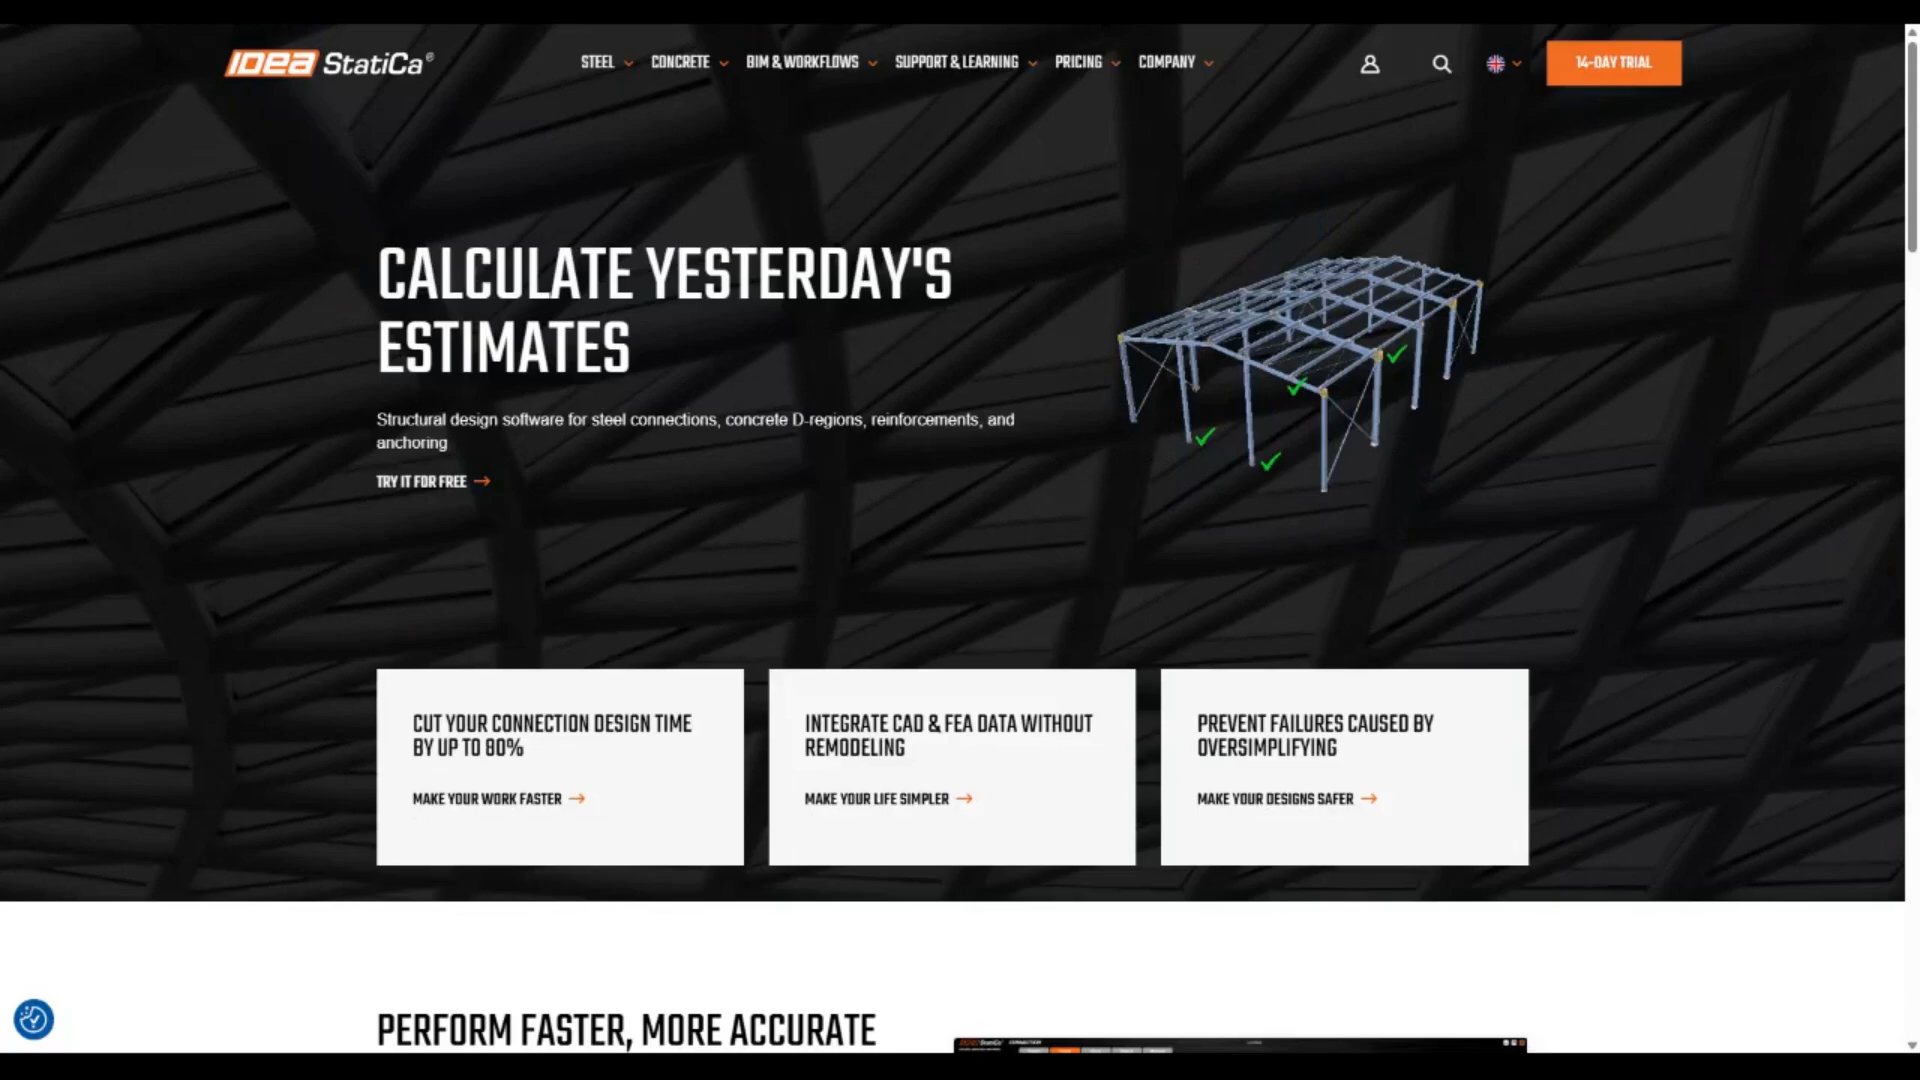 IDEA StatiCa®
STEEL
CONCRETE
BIM & WORKFLOWS
SUPPORT & LEARNING
PRICING
COMPANY
14-DAY TRIAL
CALCULATE YESTERDAY'S
ESTIMATES
Structural design software for steel connections, concrete D-regions, reinforcements, and
anchoring
TRY IT FOR FREE
CUT YOUR CONNECTION DESIGN TIME
BY UP TO 80%
MAKE YOUR WORK FASTER
INTEGRATE CAD & FEA DATA WITHOUT
REMODELING
MAKE YOUR LIFE SIMPLER
PREVENT FAILURES CAUSED BY
OVERSIMPLIFYING
MAKE YOUR DESIGNS SAFER
PERFORM FASTER, MORE ACCURATE
IDEA StatiCa® CONNECTION